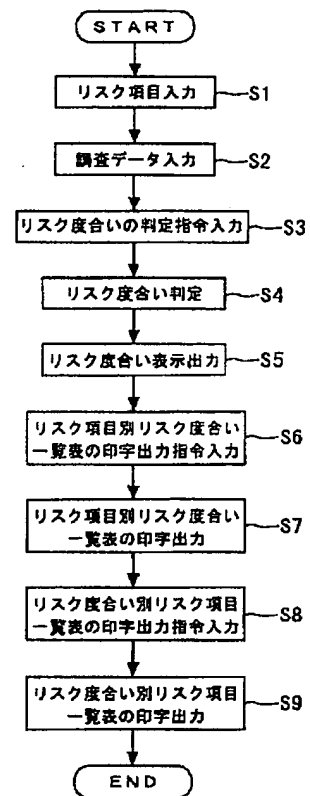 START
リスク項目入力
S1
調査データ入力
S2
リスク度合いの判定指令入力
S3
リスク度合い判定
S4
リスク度合い表示出力
S5
リスク項目別リスク度合い
一覧表の印字出力指令入力
S6
リスク項目別リスク度合い
一覧表の印字出力
S7
リスク度合い別リスク項目
一覧表の印字出力指令入力
S8
リスク度合い別リスク項目
一覧表の印字出力
S9
END